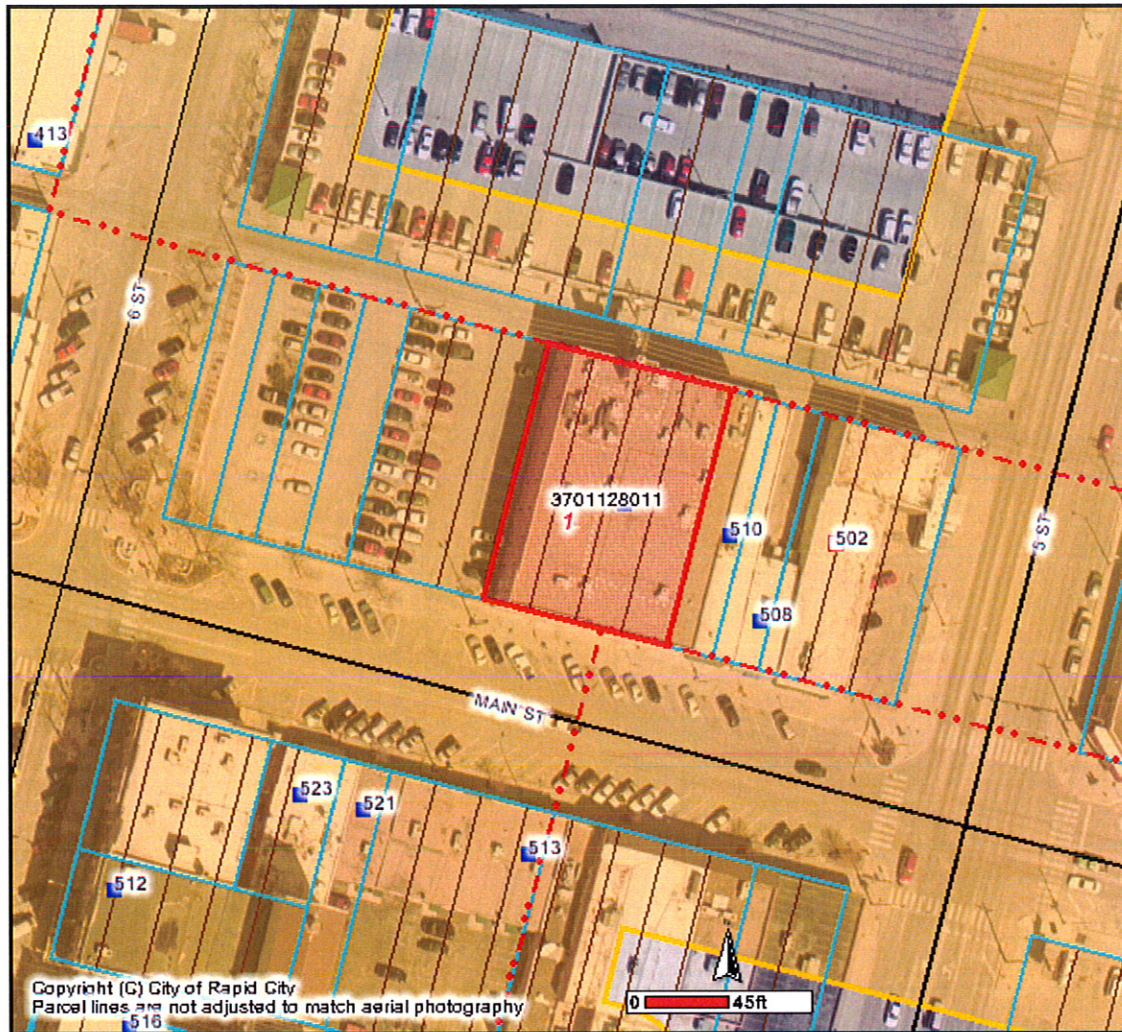 413
6 ST
3701128011
1
510
502
5 ST
508
MAIN ST
523
521
513
512
Copyright (C) City of Rapid City
Parcel lines are not adjusted to match aerial photography
516
0 45ft